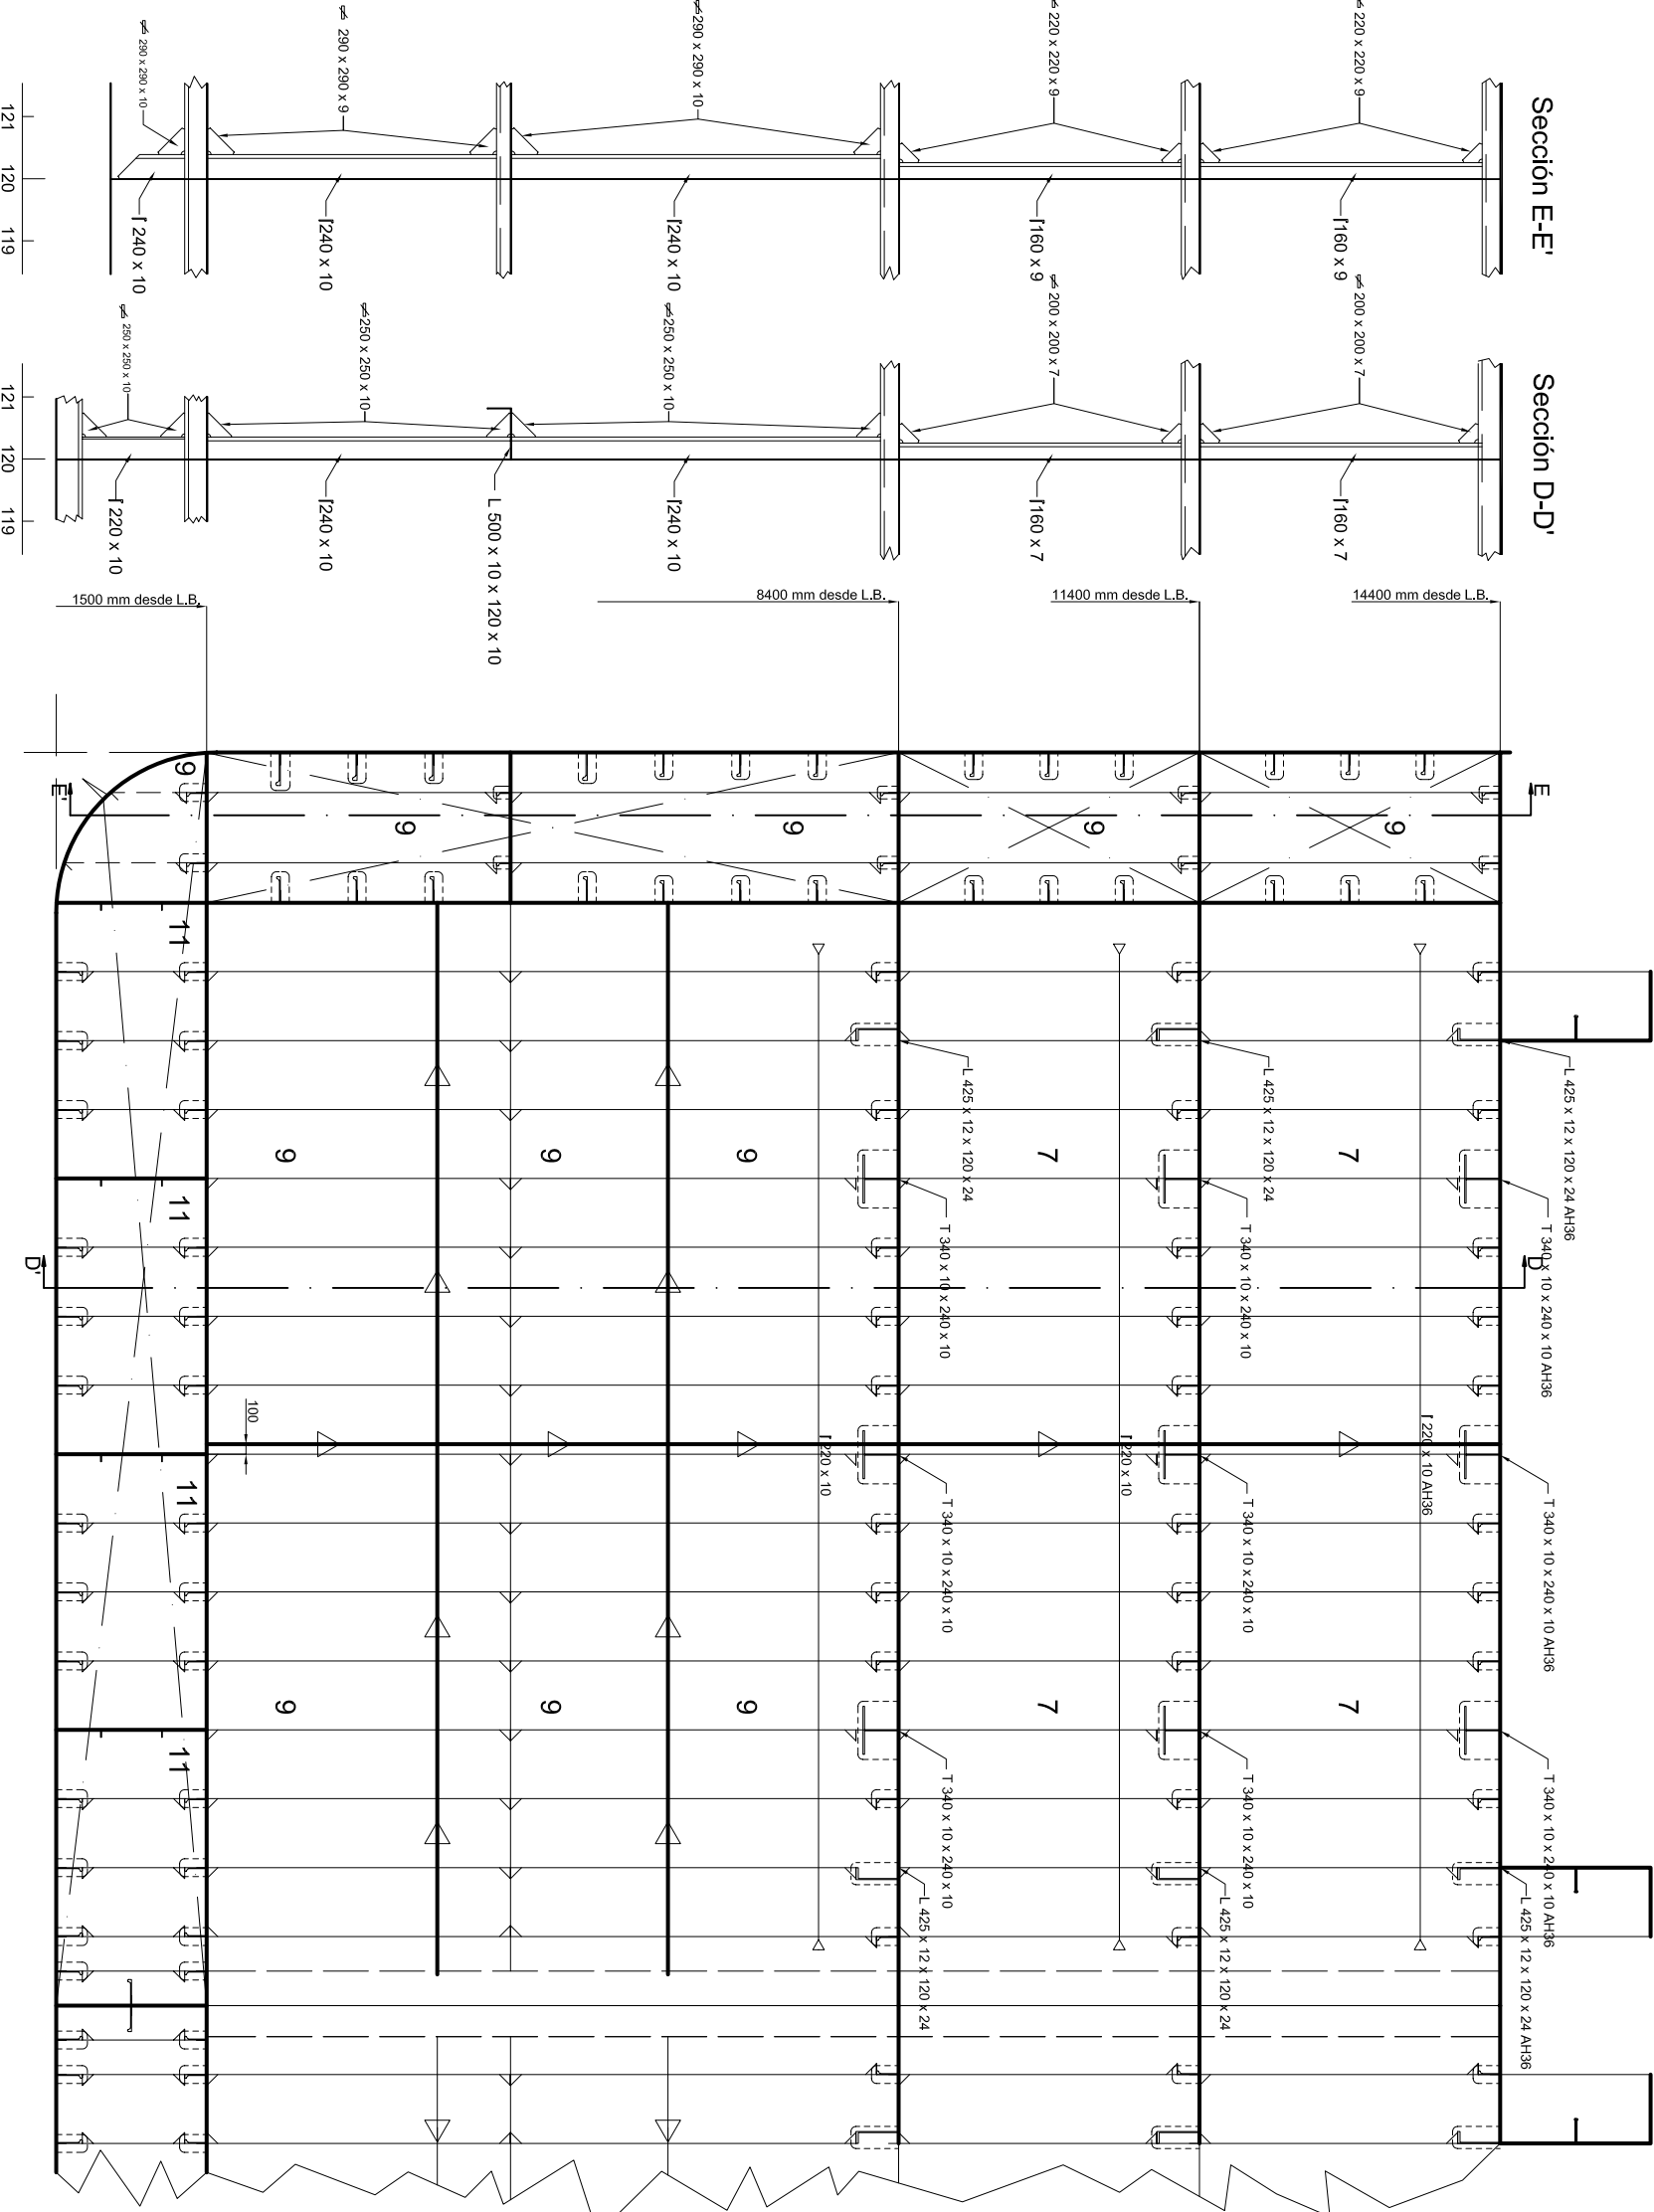 Sección E-E'
220 x 220 x 9
160 x 9
220 x 220 x 9
160 x 9
290 x 290 x 10
240 x 10
290 x 290 x 9
240 x 10
290 x 290 x 10
240 x 10
121 120 119
Sección D-D'
200 x 200 x 7
160 x 7
200 x 200 x 7
160 x 7
250 x 250 x 10
240 x 10
L 500 x 10 x 120 x 10
250 x 250 x 10
240 x 10
250 x 250 x 10
220 x 10
121 120 119
14400 mm desde L.B.
11400 mm desde L.B.
8400 mm desde L.B.
1500 mm desde L.B.
E
D
L 425 x 12 x 120 x 24 AH36
T 340 x 10 x 240 x 10 AH36
T 340 x 10 x 240 x 10 AH36
T 340 x 10 x 240 x 10 AH36
L 425 x 12 x 120 x 24 AH36
220 x 10 AH36
9
7
7
L 425 x 12 x 120 x 24
T 340 x 10 x 240 x 10
T 340 x 10 x 240 x 10
T 340 x 10 x 240 x 10
L 425 x 12 x 120 x 24
220 x 10
9
7
7
L 425 x 12 x 120 x 24
T 340 x 10 x 240 x 10
T 340 x 10 x 240 x 10
T 340 x 10 x 240 x 10
L 425 x 12 x 120 x 24
220 x 10
9
9
9
9
9
9
9
9
100
9
11
11
11
11
E'
D'